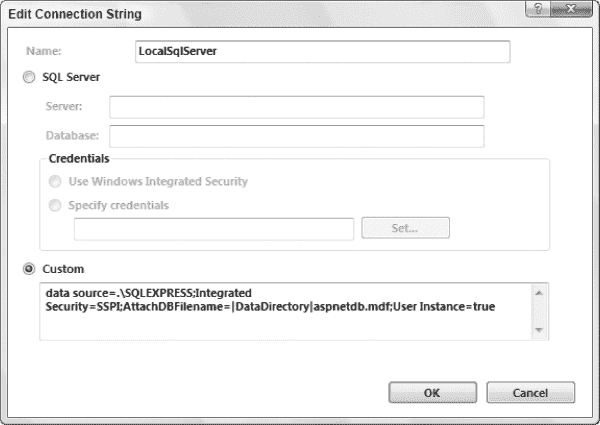 Edit Connection String
?
Name: LocalSqlServer
SQL Server
Server:
Database:
Credentials
Use Windows Integrated Security
Specify credentials
Set...
Custom
data source=.\SQLEXPRESS;Integrated
Security=SSPI;AttachDBFilename=|DataDirectory|aspnetdb.mdf;User Instance=true
OK Cancel